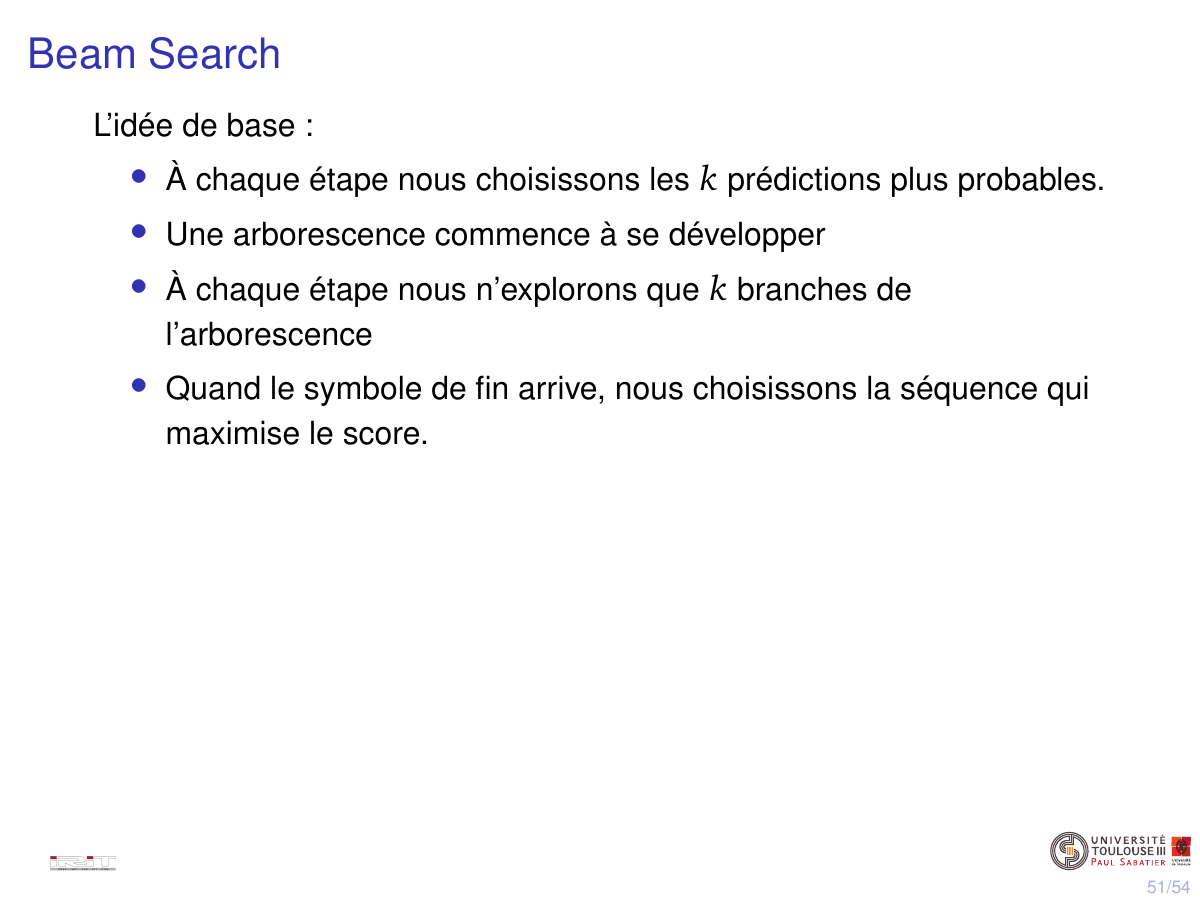 Beam Search
L'idée de base :
• À chaque étape nous choisissons les k prédictions plus probables.
• Une arborescence commence à se développer
• À chaque étape nous n'explorons que k branches de
l'arborescence
• Quand le symbole de fin arrive, nous choisissons la séquence qui
maximise le score.
IRIT
UNIVERSITÉ
TOULOUSE III
PAUL SABATIER
51/54